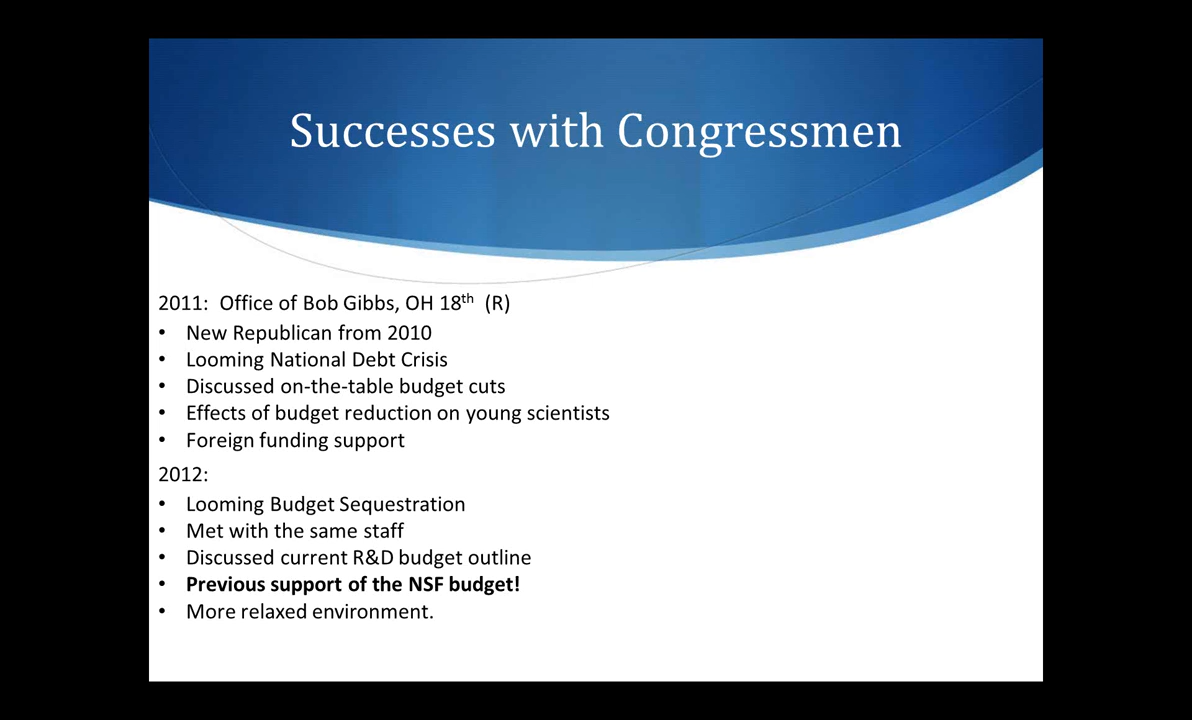 Successes with Congressmen
2011:  Office of Bob Gibbs, OH 18th  (R)
• New Republican from 2010
• Looming National Debt Crisis
• Discussed on-the-table budget cuts
• Effects of budget reduction on young scientists
• Foreign funding support
2012:
• Looming Budget Sequestration
• Met with the same staff
• Discussed current R&D budget outline
• Previous support of the NSF budget!
• More relaxed environment.